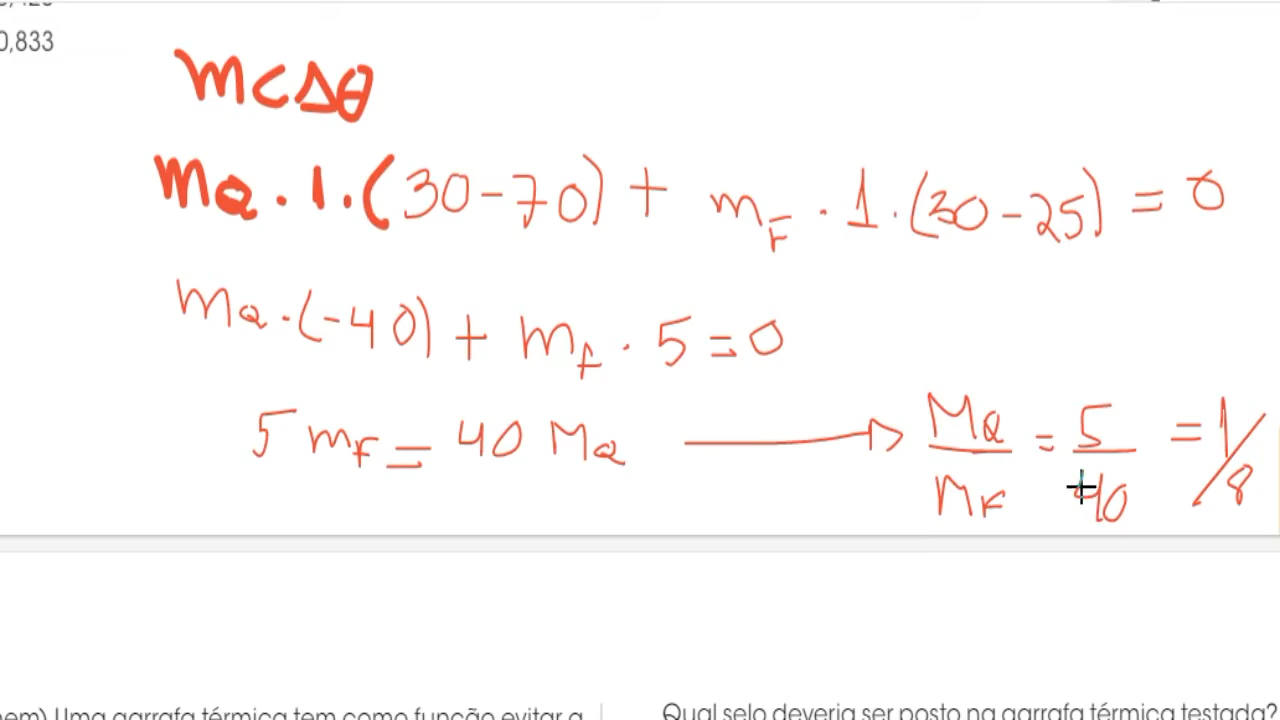 0,833
mcΔθ
mQ · 1 · (30 - 70) + mF · 1 · (30 - 25) = 0
mQ · (-40) + mF · 5 = 0
5 mF = 40 MQ → MQ/MF = 5/40 = 1/8
Uma garrafa térmica tem como função evitar a
Qual selo deveria ser posto na garrafa térmica testada?